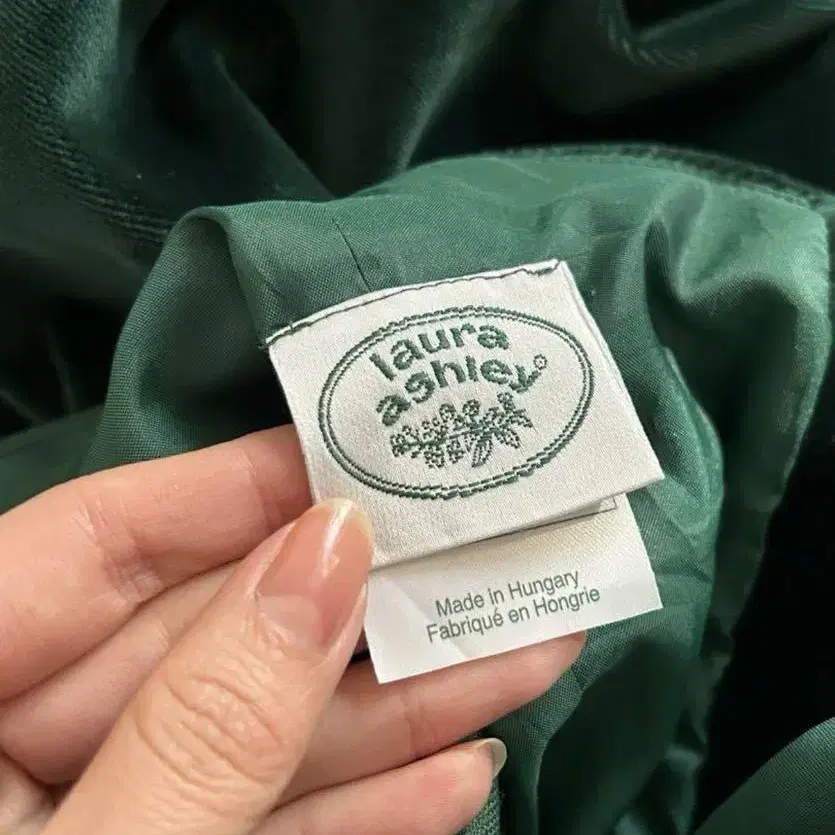 laura
ashley®
Made in Hungary
Fabriqué en Hongrie